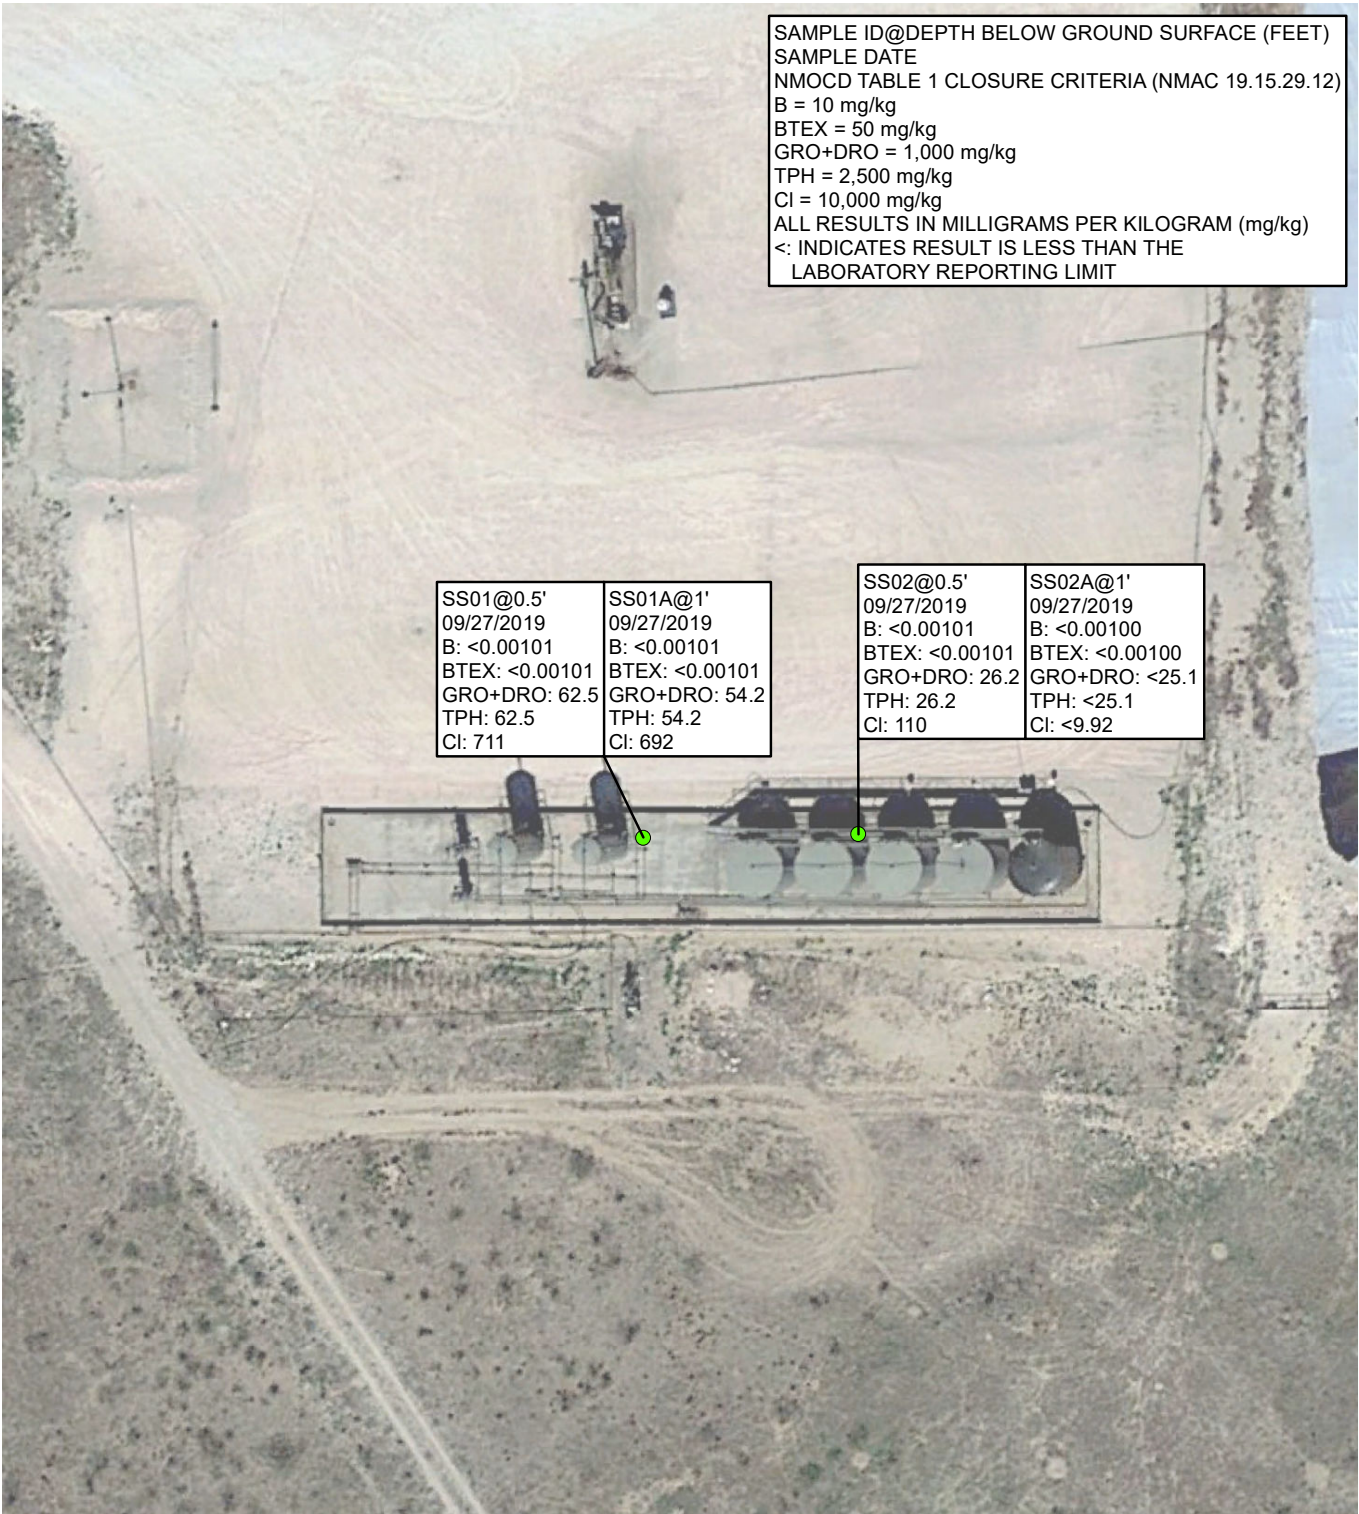 SAMPLE ID@DEPTH BELOW GROUND SURFACE (FEET)
SAMPLE DATE
NMOCD TABLE 1 CLOSURE CRITERIA (NMAC 19.15.29.12)
B = 10 mg/kg
BTEX = 50 mg/kg
GRO+DRO = 1,000 mg/kg
TPH = 2,500 mg/kg
Cl = 10,000 mg/kg
ALL RESULTS IN MILLIGRAMS PER KILOGRAM (mg/kg)
<: INDICATES RESULT IS LESS THAN THE
LABORATORY REPORTING LIMIT
SS01@0.5'
09/27/2019
B: <0.00101
BTEX: <0.00101
GRO+DRO: 62.5
TPH: 62.5
Cl: 711
SS01A@1'
09/27/2019
B: <0.00101
BTEX: <0.00101
GRO+DRO: 54.2
TPH: 54.2
Cl: 692
SS02@0.5'
09/27/2019
B: <0.00101
BTEX: <0.00101
GRO+DRO: 26.2
TPH: 26.2
Cl: 110
SS02A@1'
09/27/2019
B: <0.00100
BTEX: <0.00100
GRO+DRO: <25.1
TPH: <25.1
Cl: <9.92